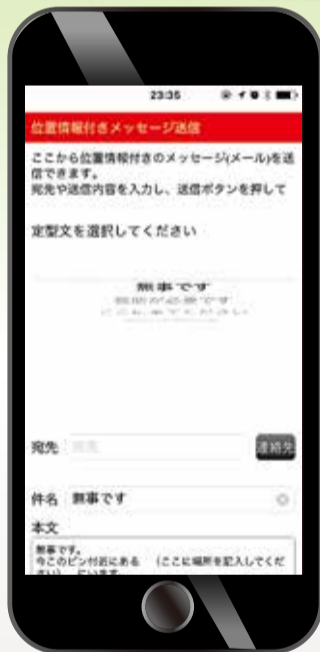 23:35
位置情報付きメッセージ送信
ここから位置情報付きのメッセージ(メール)を送
信できます。
宛先や送信内容を入力し、送信ボタンを押して
定型文を選択してください
無事です
宛先 宛先 連絡先
件名 無事です
本文
無事です。
今このピン付近にある (ここに場所を記入してくだ
さい) にいます